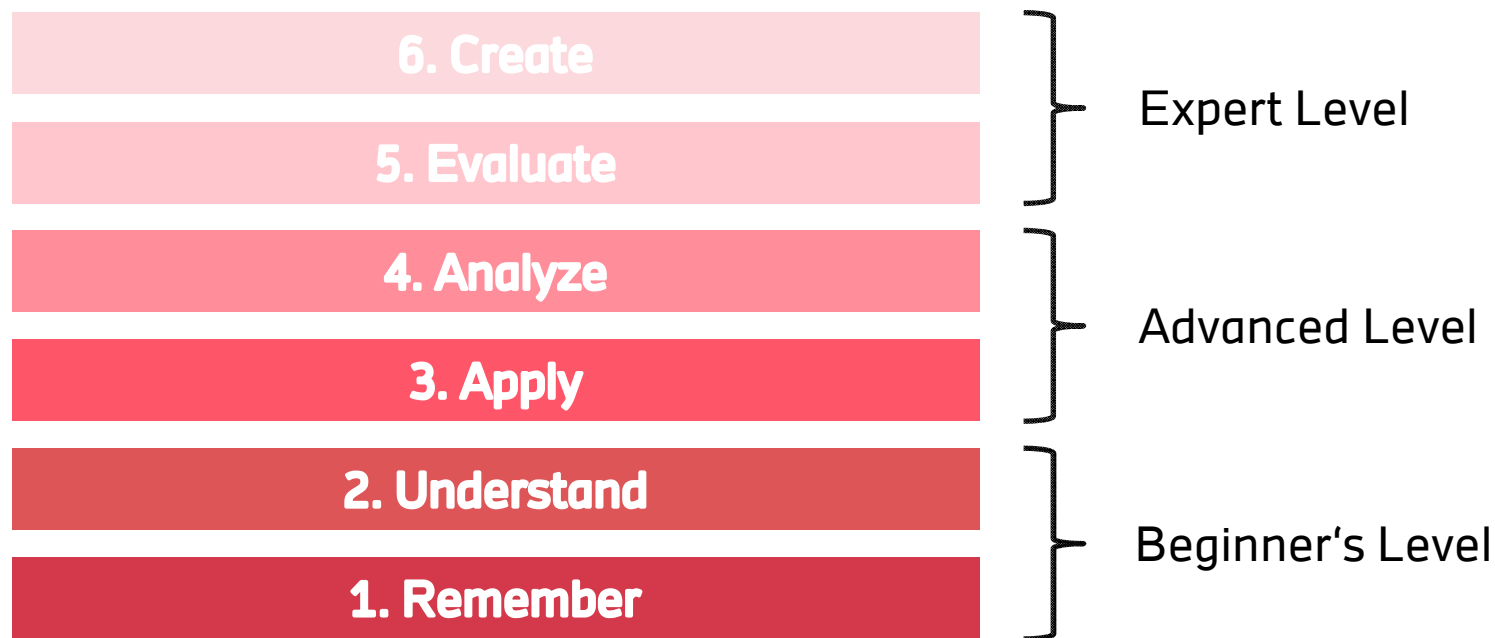 6. Create
5. Evaluate
Expert Level
4. Analyze
3. Apply
Advanced Level
2. Understand
1. Remember
Beginner‘s Level